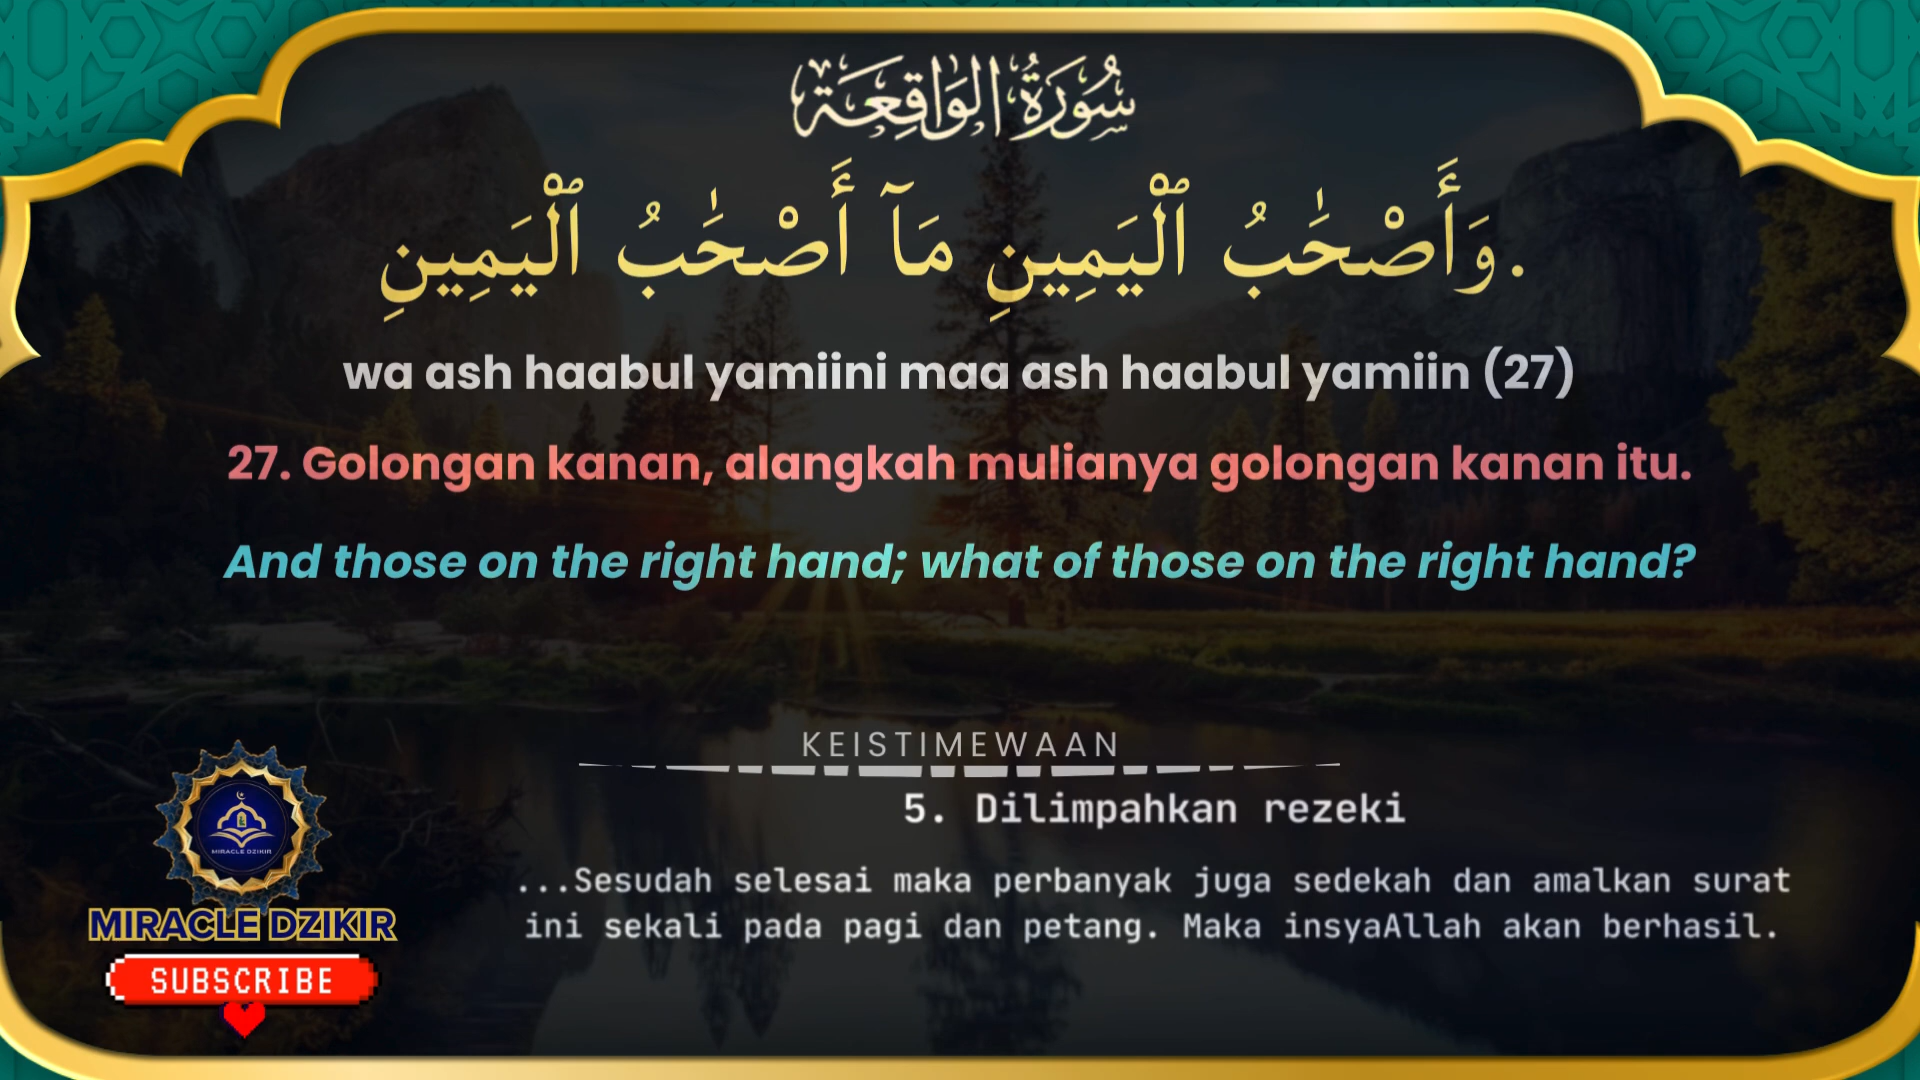 سُورَةُ الوَاقِعَة
وَأَصْحَٰبُ ٱلْيَمِينِ مَآ أَصْحَٰبُ ٱلْيَمِينِ.
wa ash haabul yamiini maa ash haabul yamiin (27)
27. Golongan kanan, alangkah mulianya golongan kanan itu.
And those on the right hand; what of those on the right hand?
KEISTIMEWAAN
5. Dilimpahkan rezeki
...Sesudah selesai maka perbanyak juga sedekah dan amalkan surat
ini sekali pada pagi dan petang. Maka insyaAllah akan berhasil.
MIRACLE DZIKIR
MIRACLE DZIKIR
SUBSCRIBE